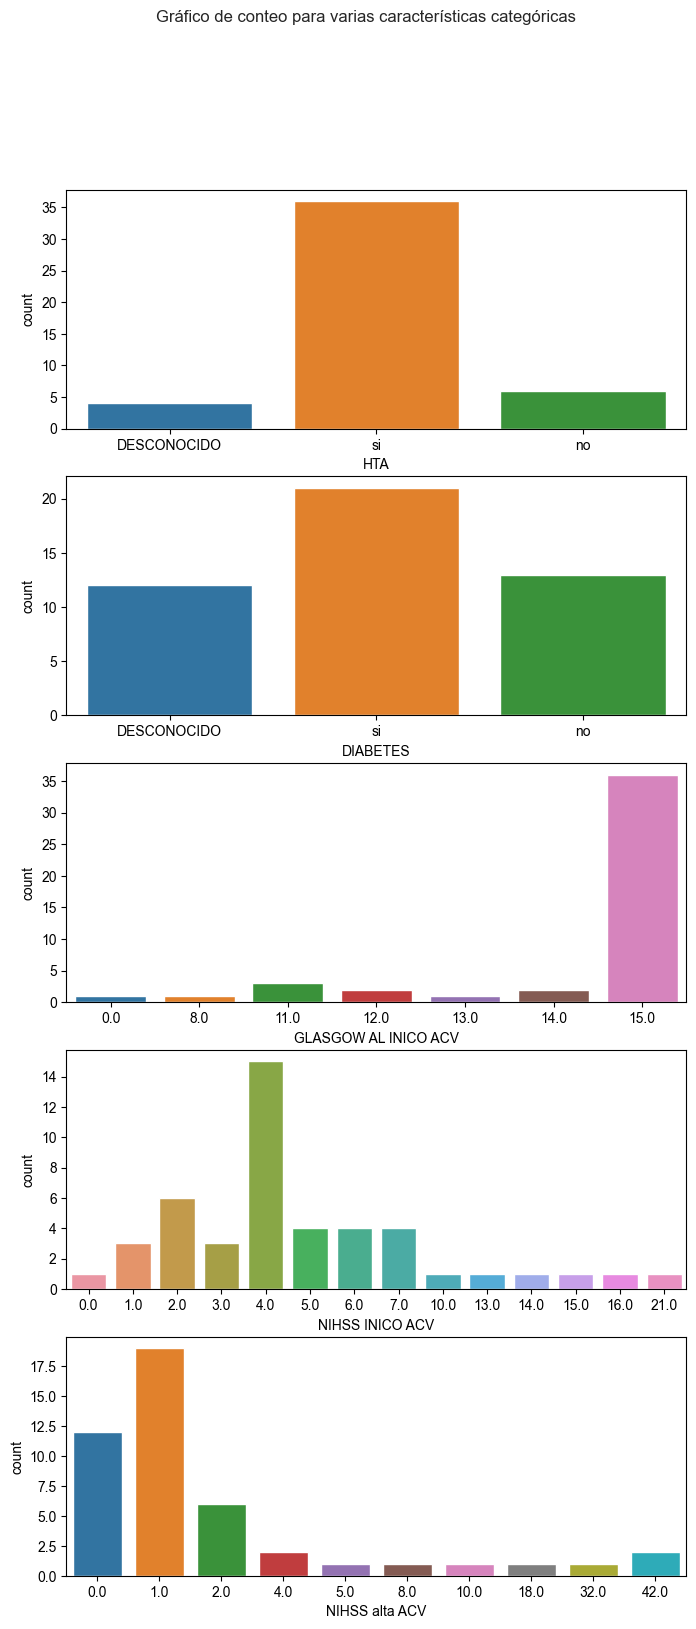 Gráfico de conteo para varias características categóricas
35
30
25
20
15
10
5
0
count
DESCONOCIDO si no
HTA
20
15
10
5
0
count
DESCONOCIDO si no
DIABETES
35
30
25
20
15
10
5
0
count
0.0 8.0 11.0 12.0 13.0 14.0 15.0
GLASGOW AL INICO ACV
14
12
10
8
6
4
2
0
count
0.0 1.0 2.0 3.0 4.0 5.0 6.0 7.0 10.0 13.0 14.0 15.0 16.0 21.0
NIHSS INICO ACV
17.5
15.0
12.5
10.0
7.5
5.0
2.5
0.0
count
0.0 1.0 2.0 4.0 5.0 8.0 10.0 18.0 32.0 42.0
NIHSS alta ACV